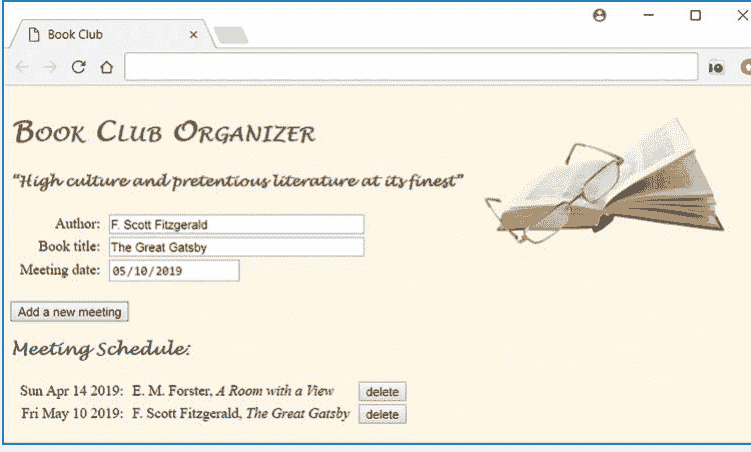 Book Club
Book Club Organizer
“High culture and pretentious literature at its finest”
Author: F. Scott Fitzgerald
Book title: The Great Gatsby
Meeting date: 05/10/2019
Add a new meeting
Meeting Schedule:
Sun Apr 14 2019: E. M. Forster, A Room with a View delete
Fri May 10 2019: F. Scott Fitzgerald, The Great Gatsby delete